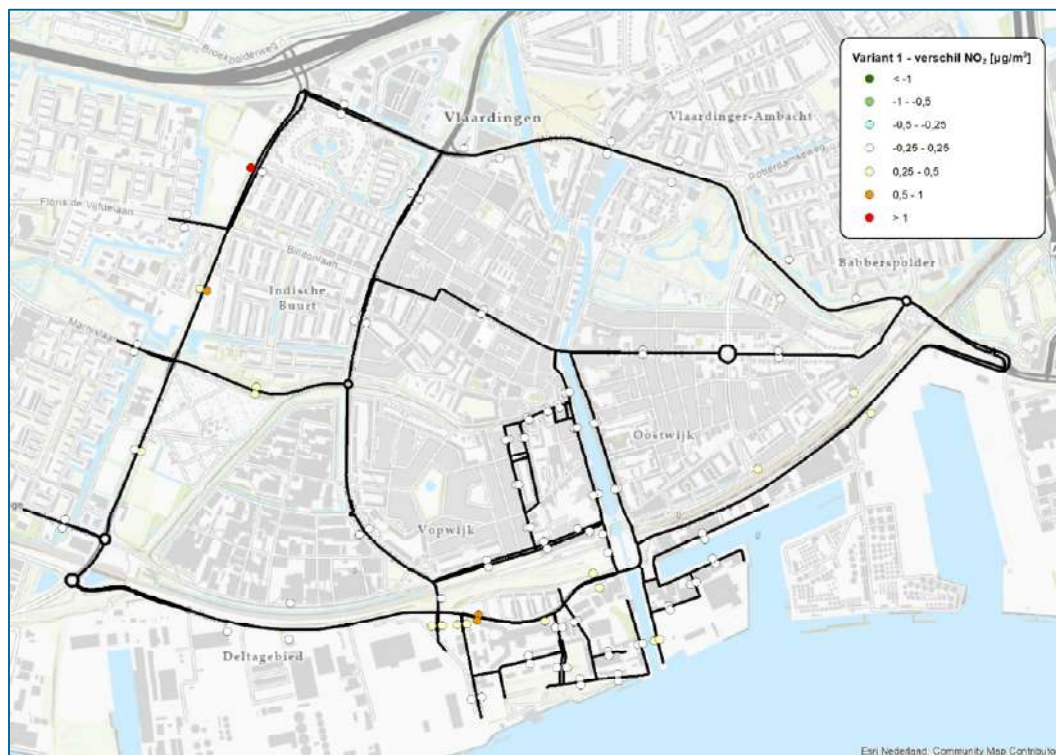 Variant 1 - verschil NO₂ [µg/m³]
< -1
-1 - -0,5
-0,5 - -0,25
-0,25 - 0,25
0,25 - 0,5
0,5 - 1
> 1
Broekpolderweg
Vlaardingen
Vlaardinger-Ambacht
Floris de Vijfdelaan
Billitonlaan
Babberspolder
Indische
Buurt
Marnixlaan
Oostwijk
Vopwijk
Deltagebied
Esri Nederland, Community Map Contributo